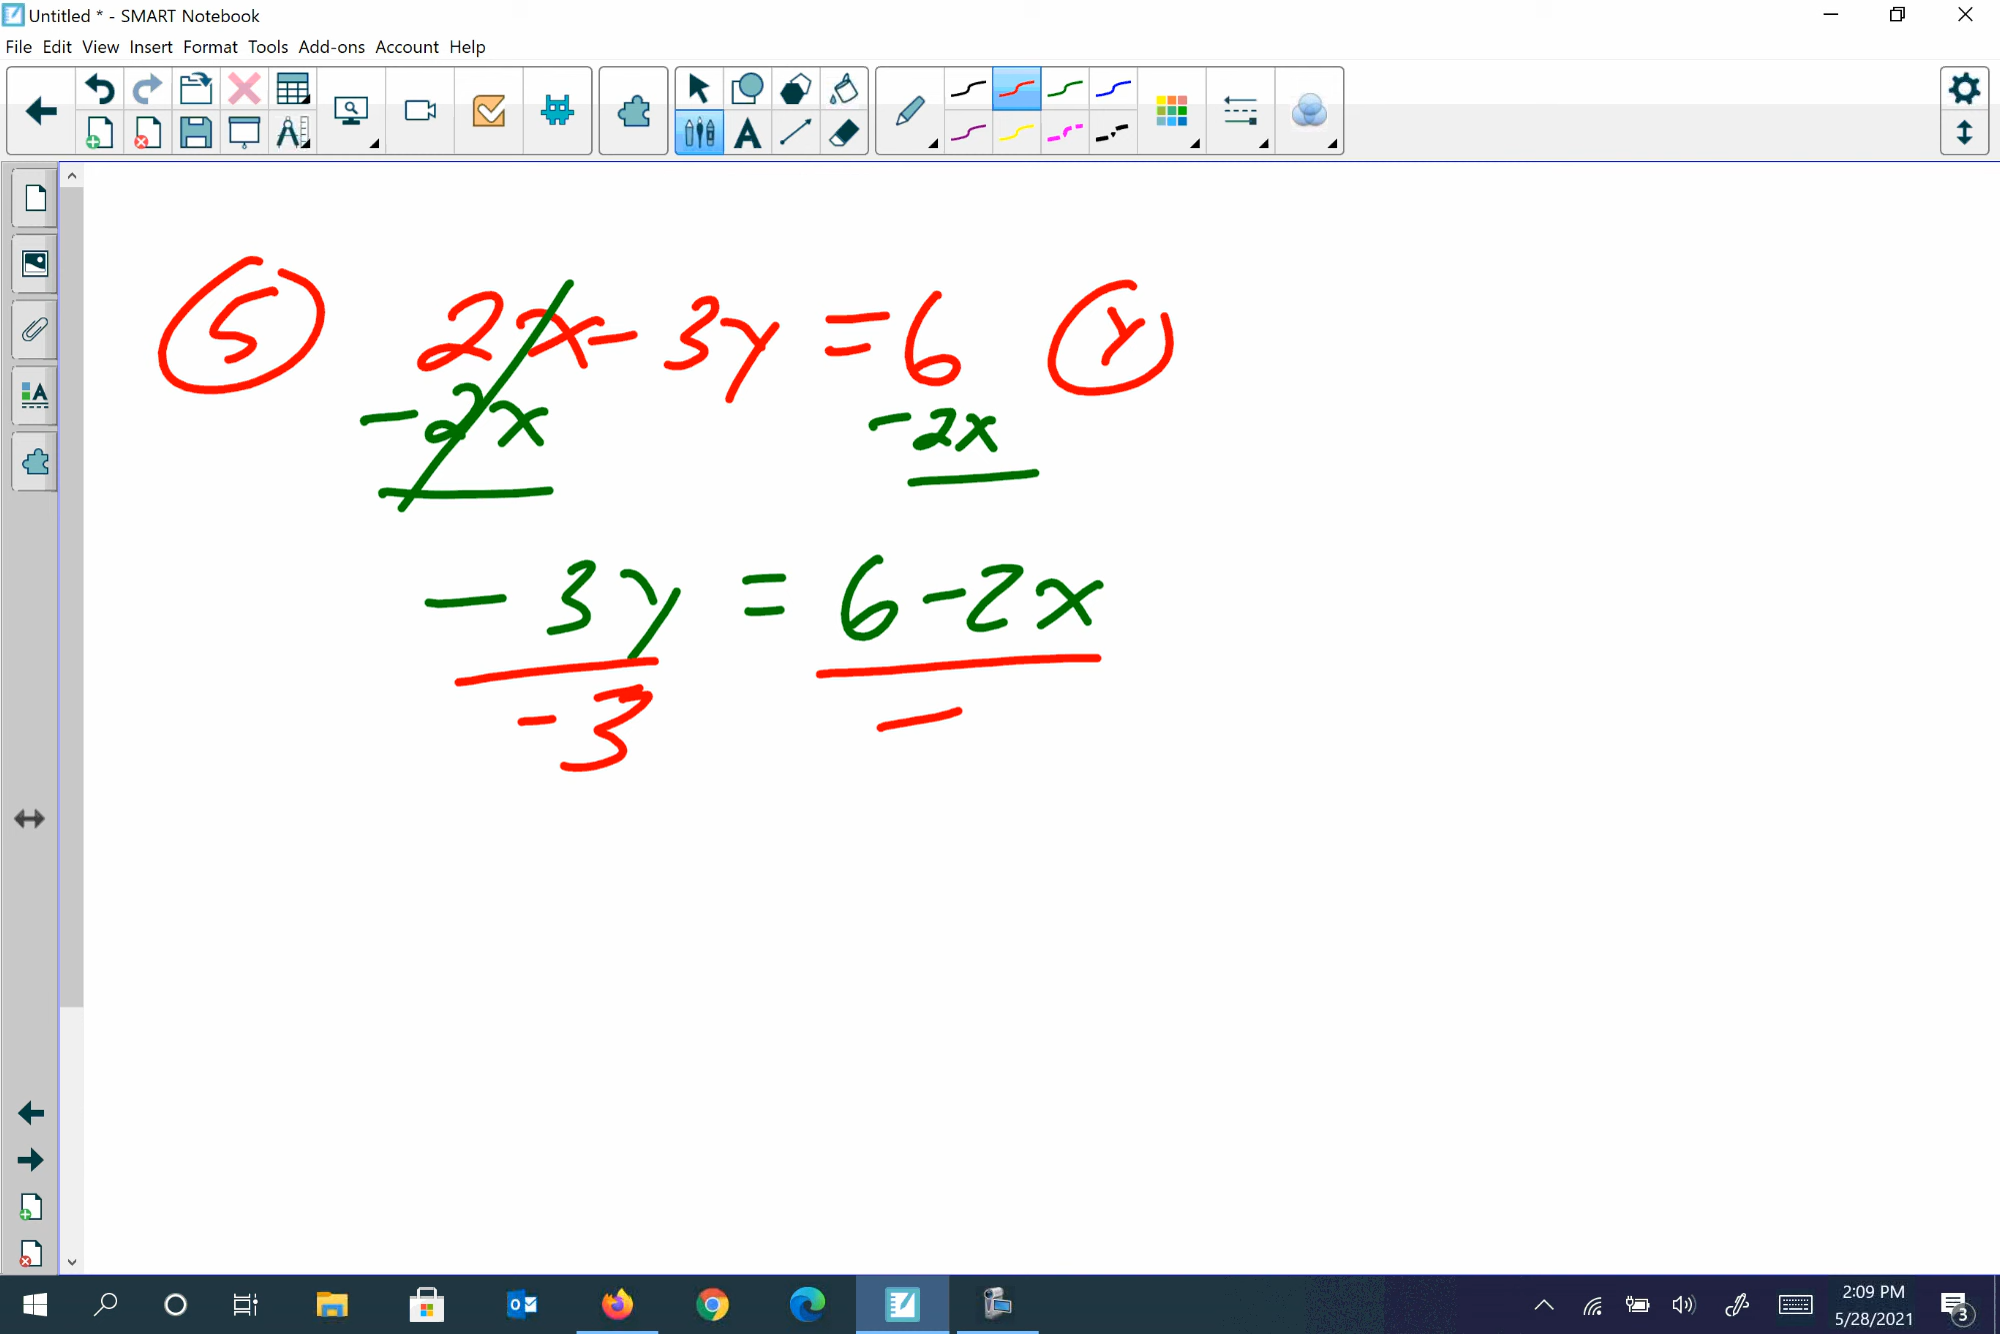 Untitled * - SMART Notebook
File Edit View Insert Format Tools Add-ons Account Help
5 2x - 3y = 6 y
-2x -2x
- 3y = 6 - 2x
-3 -
2:09 PM
5/28/2021
3